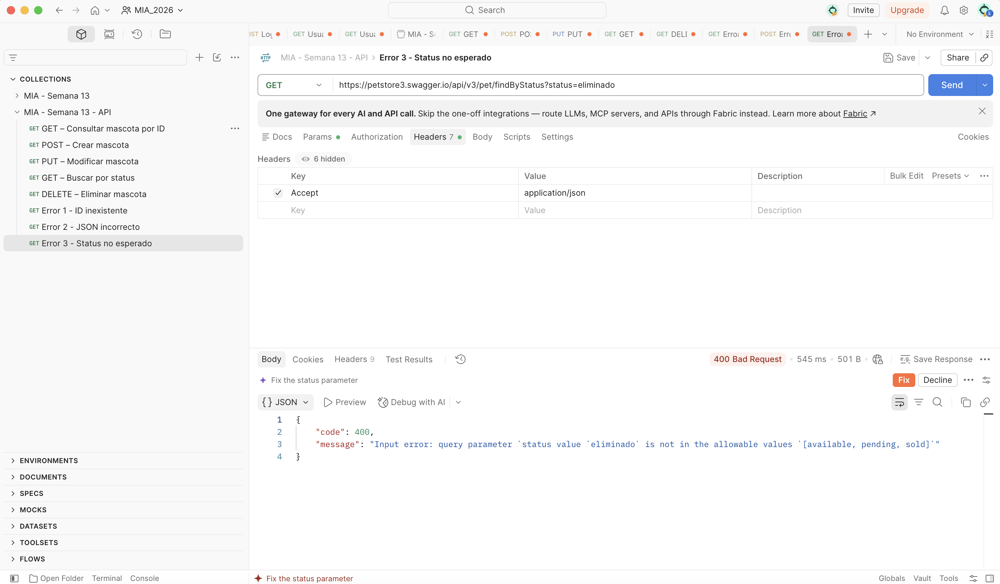 MIA_2026
Search
Invite
Upgrade
GET Usu
GET Usu
MIA - S
GET GET
POST PO
PUT PUT
GET GET
GET DEL
GET Erro
POST Err
GET Erro
No Environment
HTTP
MIA - Semana 13 - API > Error 3 - Status no esperado
Save
Share
COLLECTIONS
MIA - Semana 13
MIA - Semana 13 - API
GET GET – Consultar mascota por ID
GET POST – Crear mascota
GET PUT – Modificar mascota
GET GET – Buscar por status
GET DELETE – Eliminar mascota
GET Error 1 - ID inexistente
GET Error 2 - JSON incorrecto
GET Error 3 - Status no esperado
ENVIRONMENTS
DOCUMENTS
SPECS
MOCKS
DATASETS
TOOLSETS
FLOWS
GET
https://petstore3.swagger.io/api/v3/pet/findByStatus?status=eliminado
Send
One gateway for every AI and API call. Skip the one-off integrations — route LLMs, MCP servers, and APIs through Fabric instead. Learn more about Fabric ↗
Docs
Params
Authorization
Headers 7
Body
Scripts
Settings
Cookies
Headers
6 hidden
Key
Value
Description
Bulk Edit
Presets
Accept
application/json
Key
Value
Description
Body
Cookies
Headers 9
Test Results
400 Bad Request
545 ms
501 B
e.g. Save Response
Fix the status parameter
Fix
Decline
{} JSON
Preview
Debug with AI
1 {
2 "code": 400,
3 "message": "Input error: query parameter `status value `eliminado` is not in the allowable values `[available, pending, sold]`"
4 }
Open Folder
Terminal
Console
Fix the status parameter
Globals
Vault
Tools